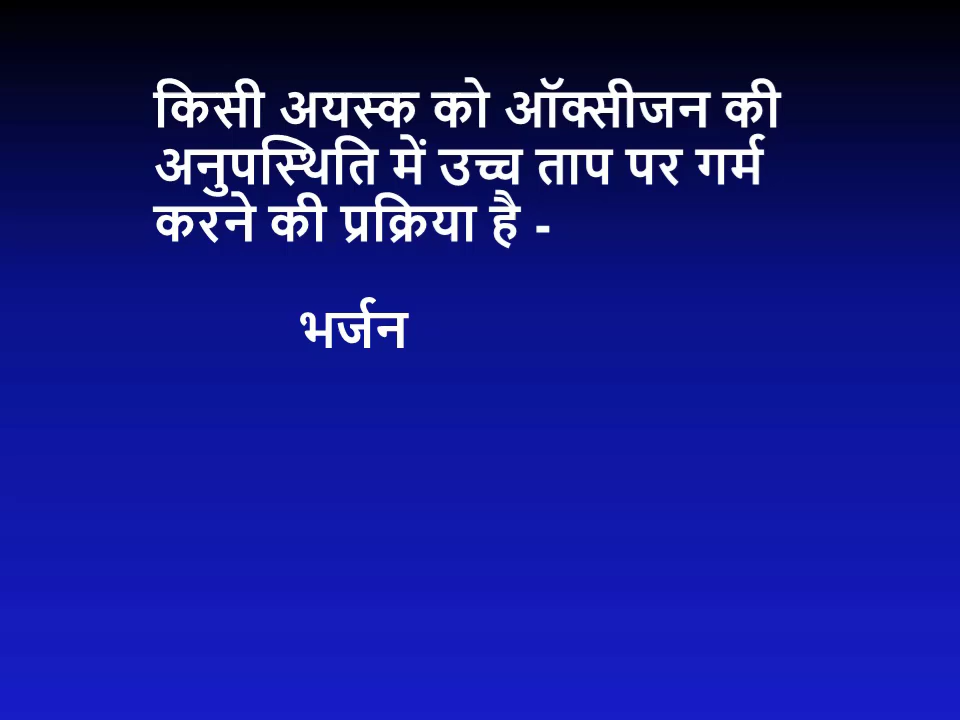 किसी अयस्क को ऑक्सीजन की
अनुपस्थिति में उच्च ताप पर गर्म
करने की प्रक्रिया है -
भर्जन